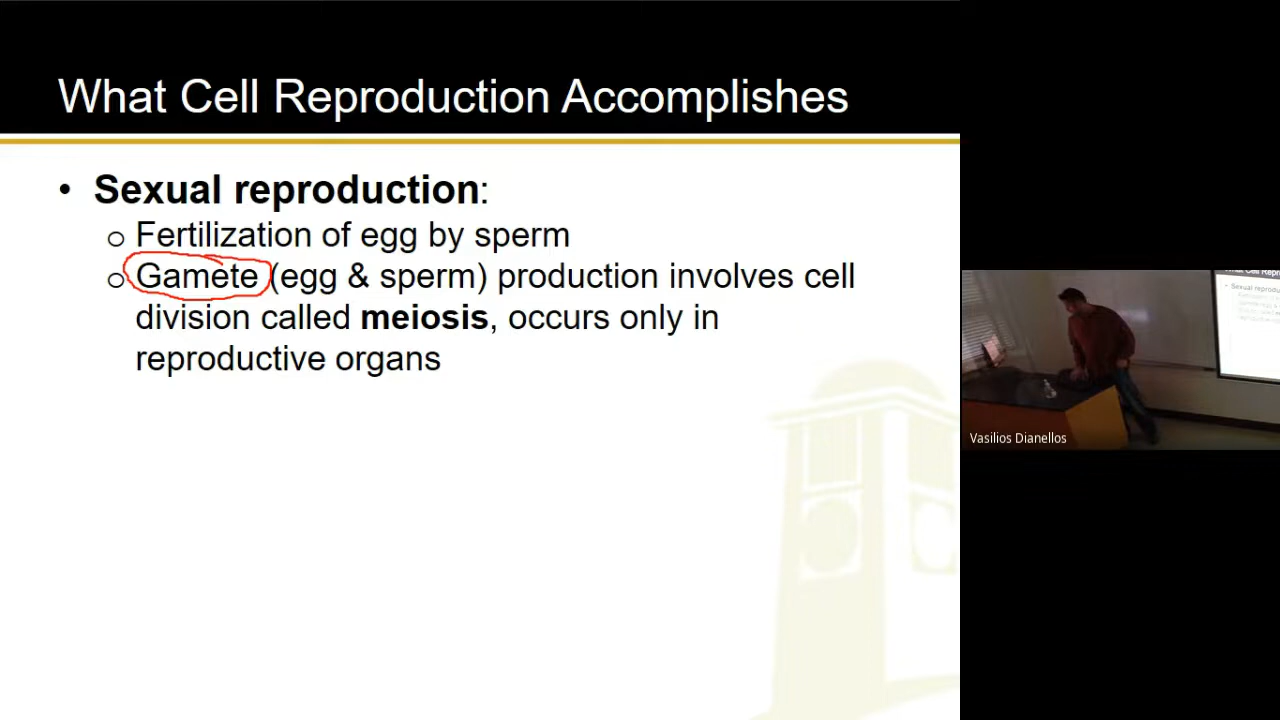 What Cell Reproduction Accomplishes
• Sexual reproduction:
o Fertilization of egg by sperm
o Gamete (egg & sperm) production involves cell
division called meiosis, occurs only in
reproductive organs
Vasilios Dianellos